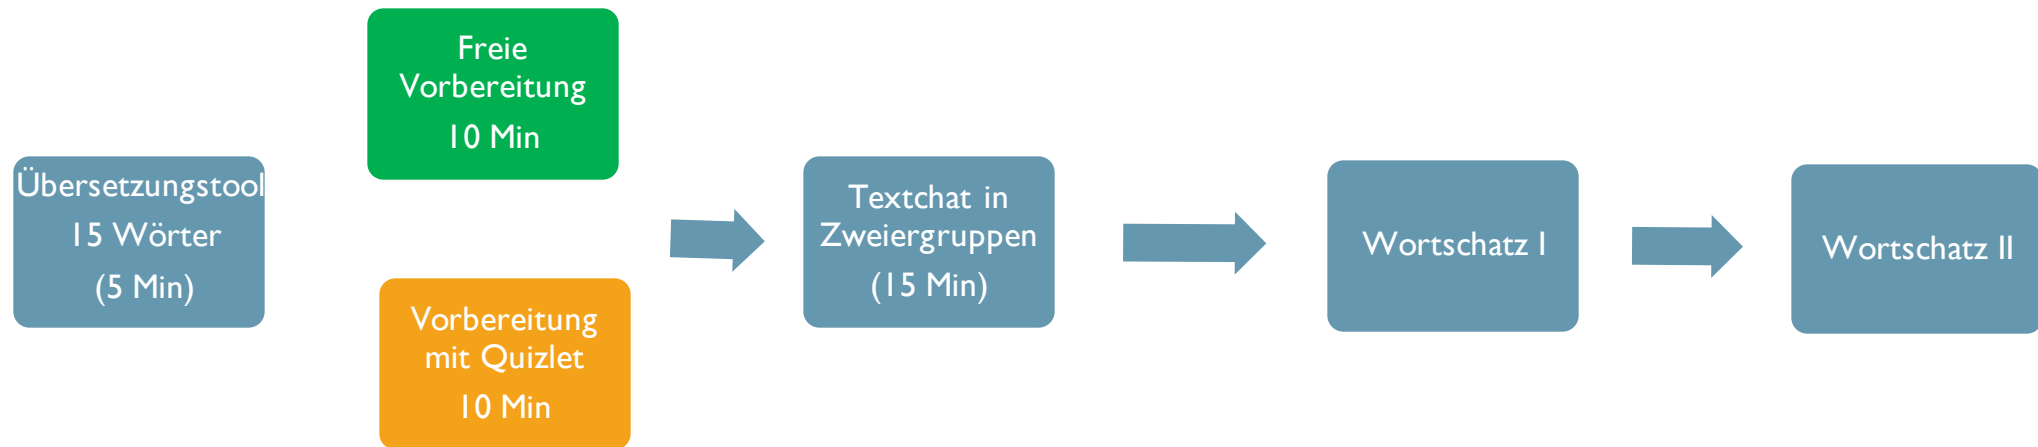 Übersetzungstool
15 Wörter
(5 Min)
Freie
Vorbereitung
10 Min
Vorbereitung
mit Quizlet
10 Min
Textchat in
Zweiergruppen
(15 Min)
Wortschatz I
Wortschatz II